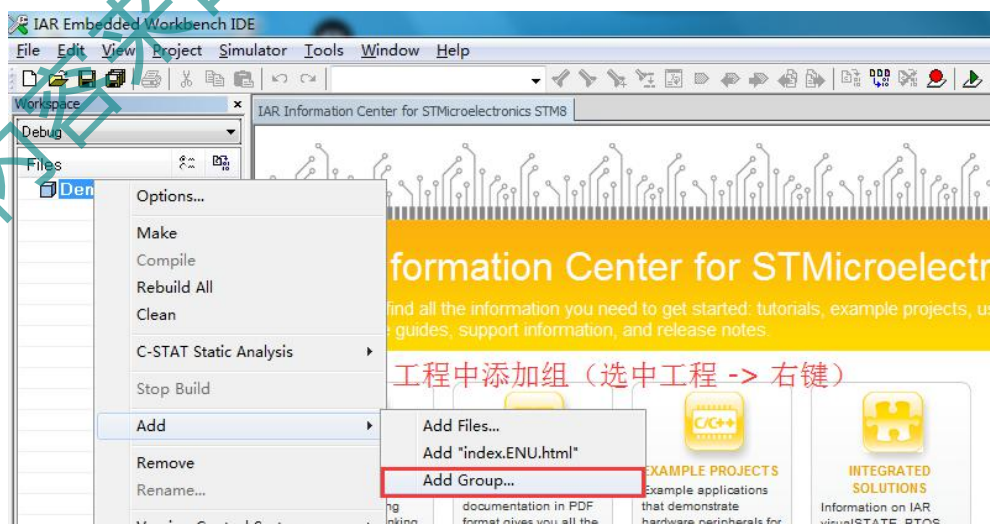 IAR Embedded Workbench IDE
File Edit View Project Simulator Tools Window Help
Workspace
IAR Information Center for STMicroelectronics STM8
Debug
Files
Dem
Options...
Make
Compile
Rebuild All
Clean
C-STAT Static Analysis
Stop Build
Add
Remove
Rename...
formation Center for STMicroelectr
find all the information you need to get started: tutorials, example projects, us
guides, support information, and release notes.
工程中添加组（选中工程 -> 右键）
Add Files...
Add "index.ENU.html"
Add Group...
C/C++
EXAMPLE PROJECTS
Example applications
that demonstrate
hardware peripherals for
INTEGRATED
SOLUTIONS
Information on IAR
visualSTATE, RTOS
documentation in PDF
format gives you all the